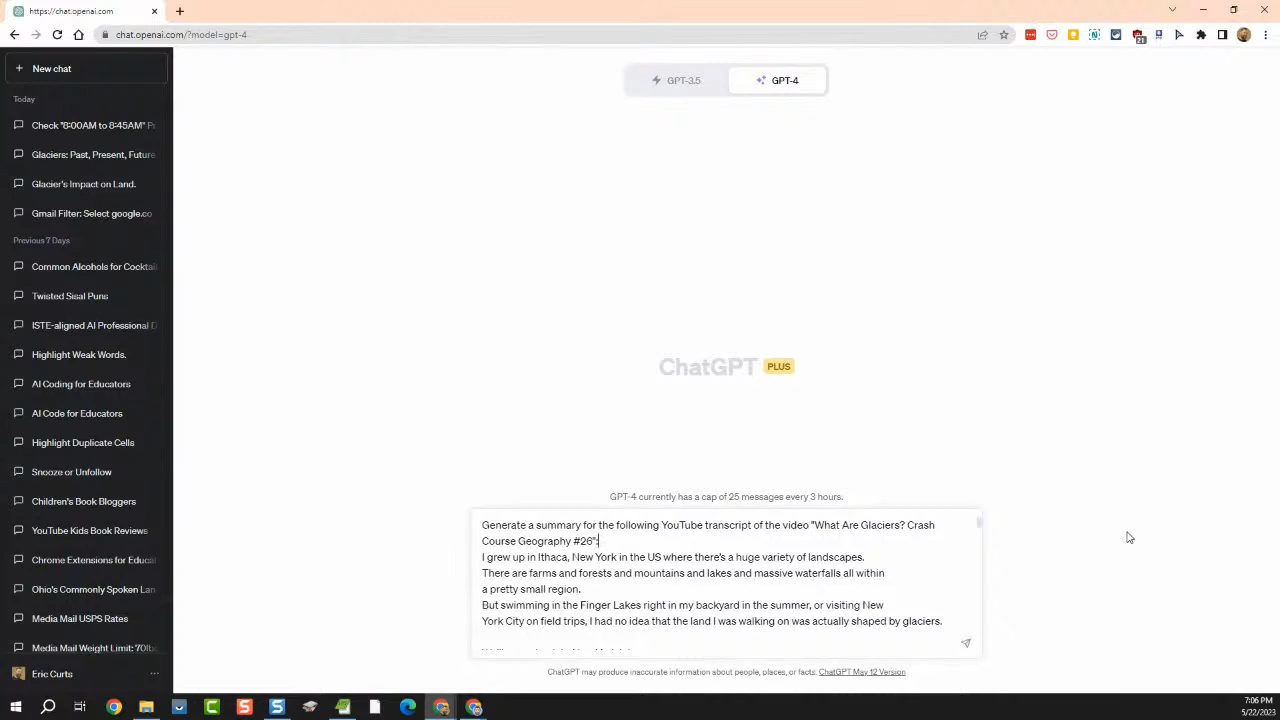 https://chat.openai.com
chat.openai.com/?model=gpt-4
21
New chat
Today
Check "8:00AM to 8:45AM" Pr
Glaciers: Past, Present, Future
Glacier's Impact on Land.
Gmail Filter: Select google.co
Previous 7 Days
Common Alcohols for Cocktail
Twisted Sisal Puns
ISTE-aligned AI Professional D
Highlight Weak Words.
AI Coding for Educators
AI Code for Educators
Highlight Duplicate Cells
Snooze or Unfollow
Children's Book Bloggers
YouTube Kids Book Reviews
Chrome Extensions for Educat
Ohio's Commonly Spoken Lan
Media Mail USPS Rates
Media Mail Weight Limit: 70lb
Eric Curts
GPT-3.5
GPT-4
ChatGPT PLUS
GPT-4 currently has a cap of 25 messages every 3 hours.
Generate a summary for the following YouTube transcript of the video "What Are Glaciers? Crash
Course Geography #26":
I grew up in Ithaca, New York in the US where there's a huge variety of landscapes.
There are farms and forests and mountains and lakes and massive waterfalls all within
a pretty small region.
But swimming in the Finger Lakes right in my backyard in the summer, or visiting New
York City on field trips, I had no idea that the land I was walking on was actually shaped by glaciers.
ChatGPT may produce inaccurate information about people, places, or facts. ChatGPT May 12 Version
7:06 PM
5/22/2023